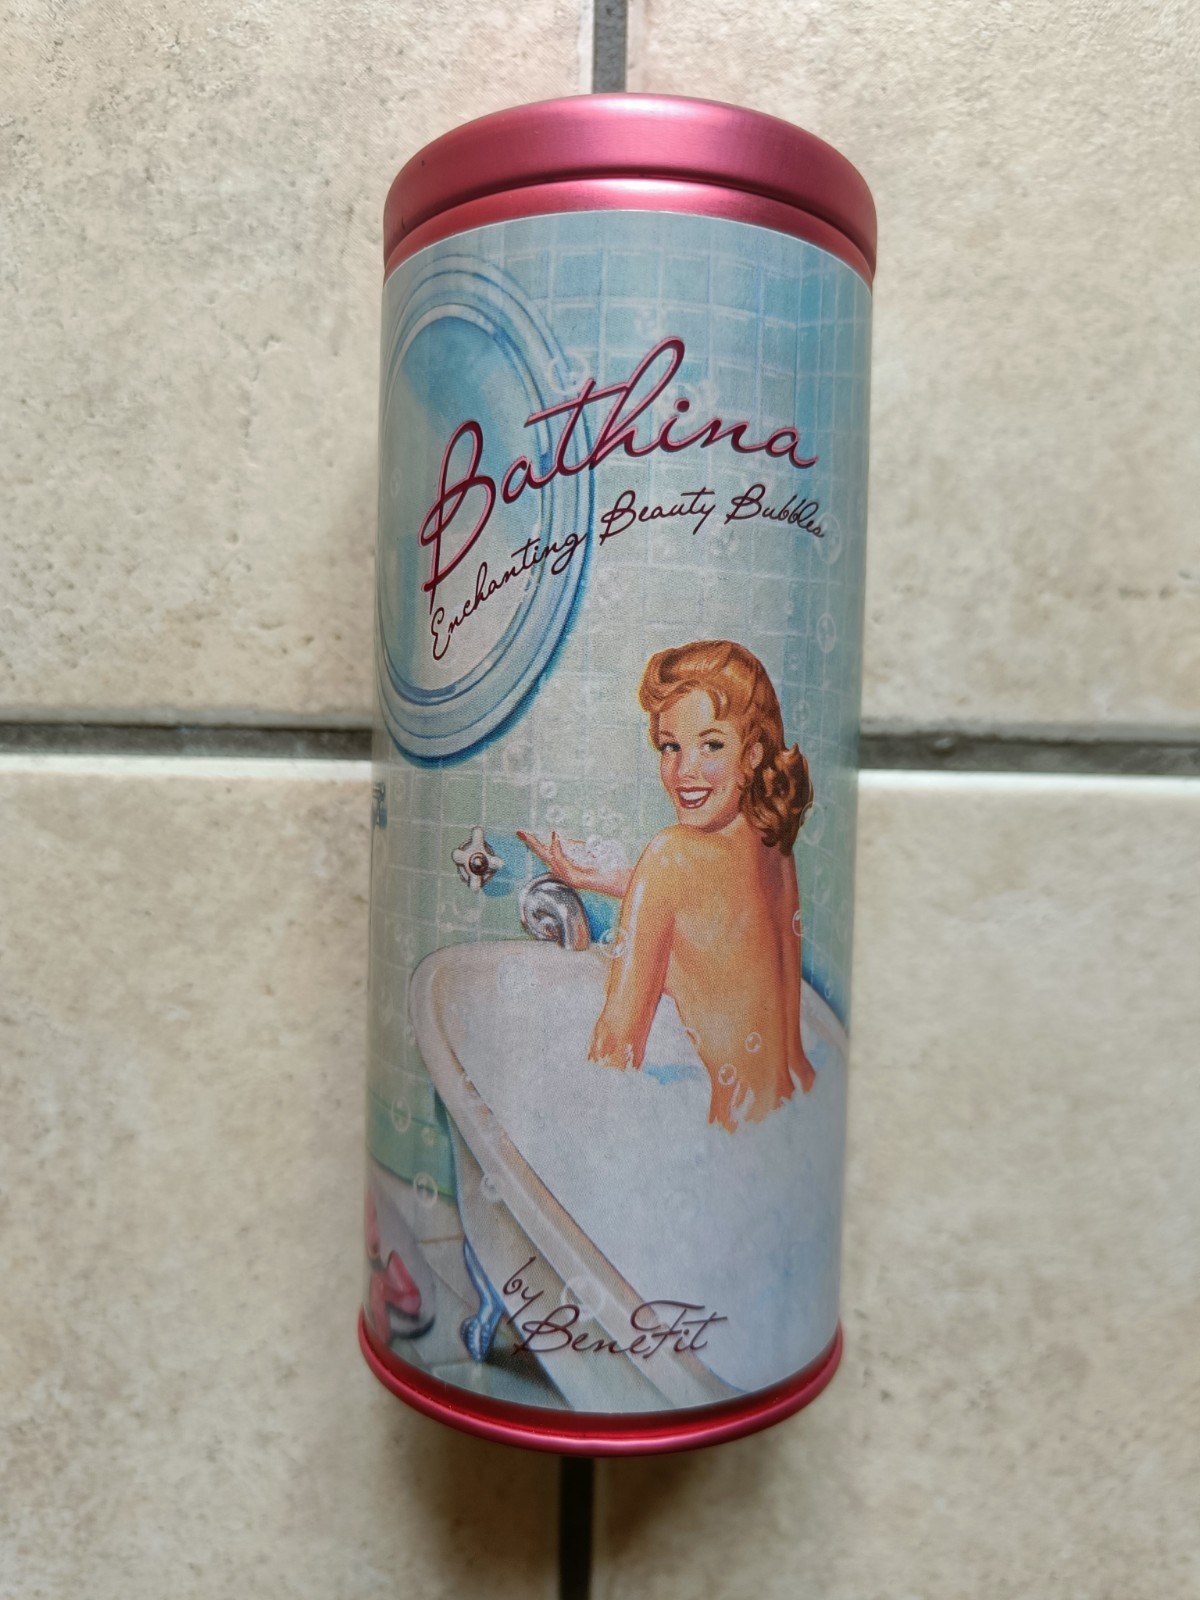 Bathina
Enchanting Beauty Bubbles
by
BeneFit